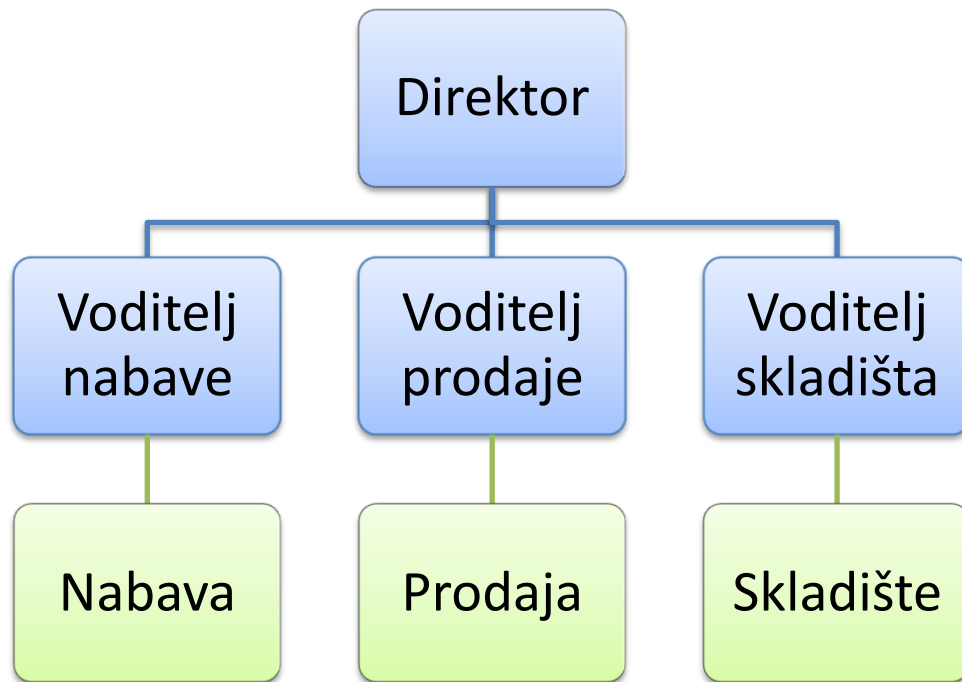 Direktor
Voditelj
nabave
Voditelj
prodaje
Voditelj
skladišta
Nabava
Prodaja
Skladište